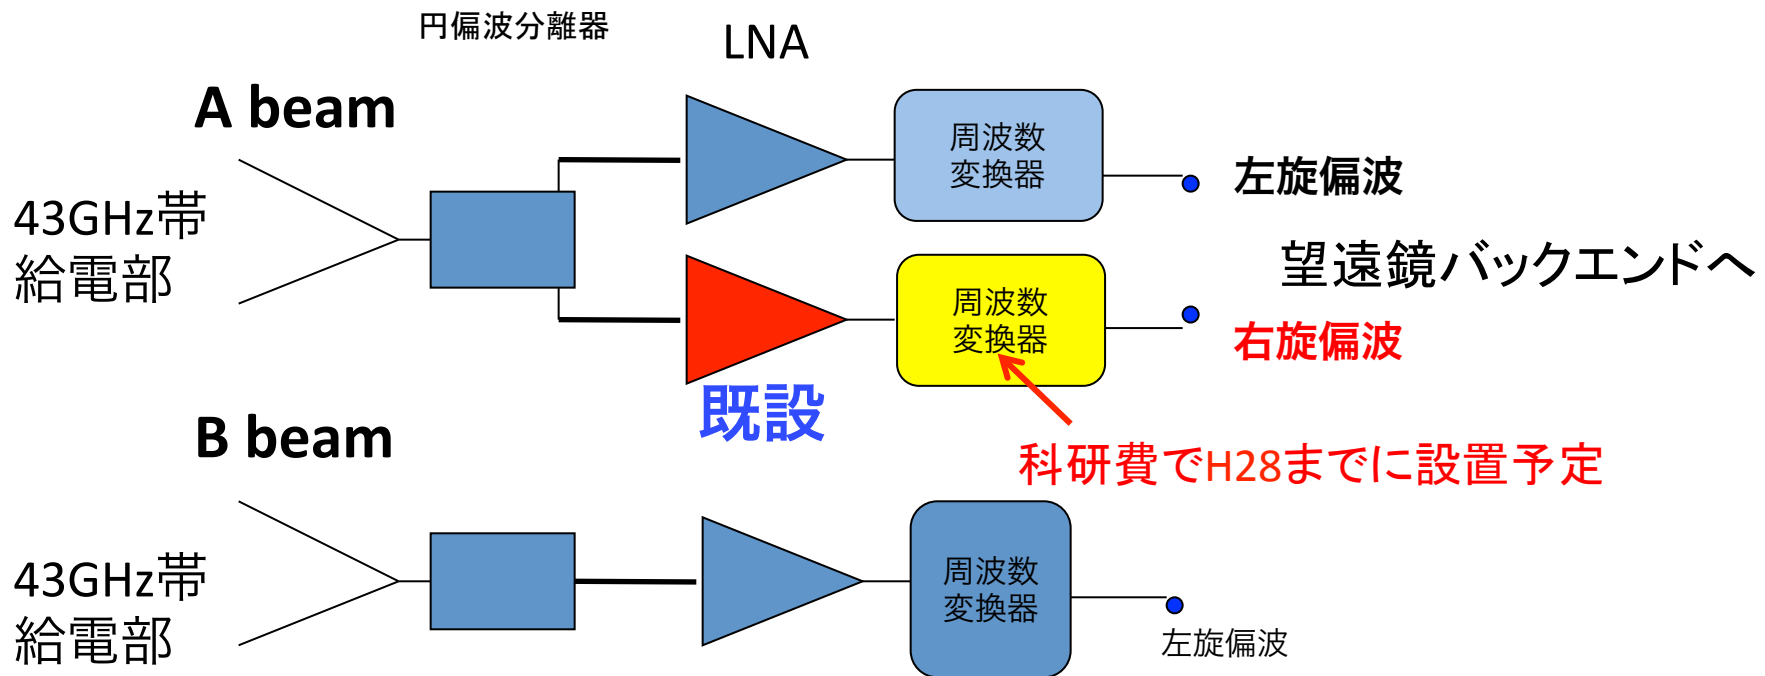 円偏波分離器
LNA
A beam
周波数
変換器
左旋偏波
43GHz帯
給電部
望遠鏡バックエンドへ
周波数
変換器
右旋偏波
既設
B beam
科研費でH28までに設置予定
43GHz帯
給電部
周波数
変換器
左旋偏波